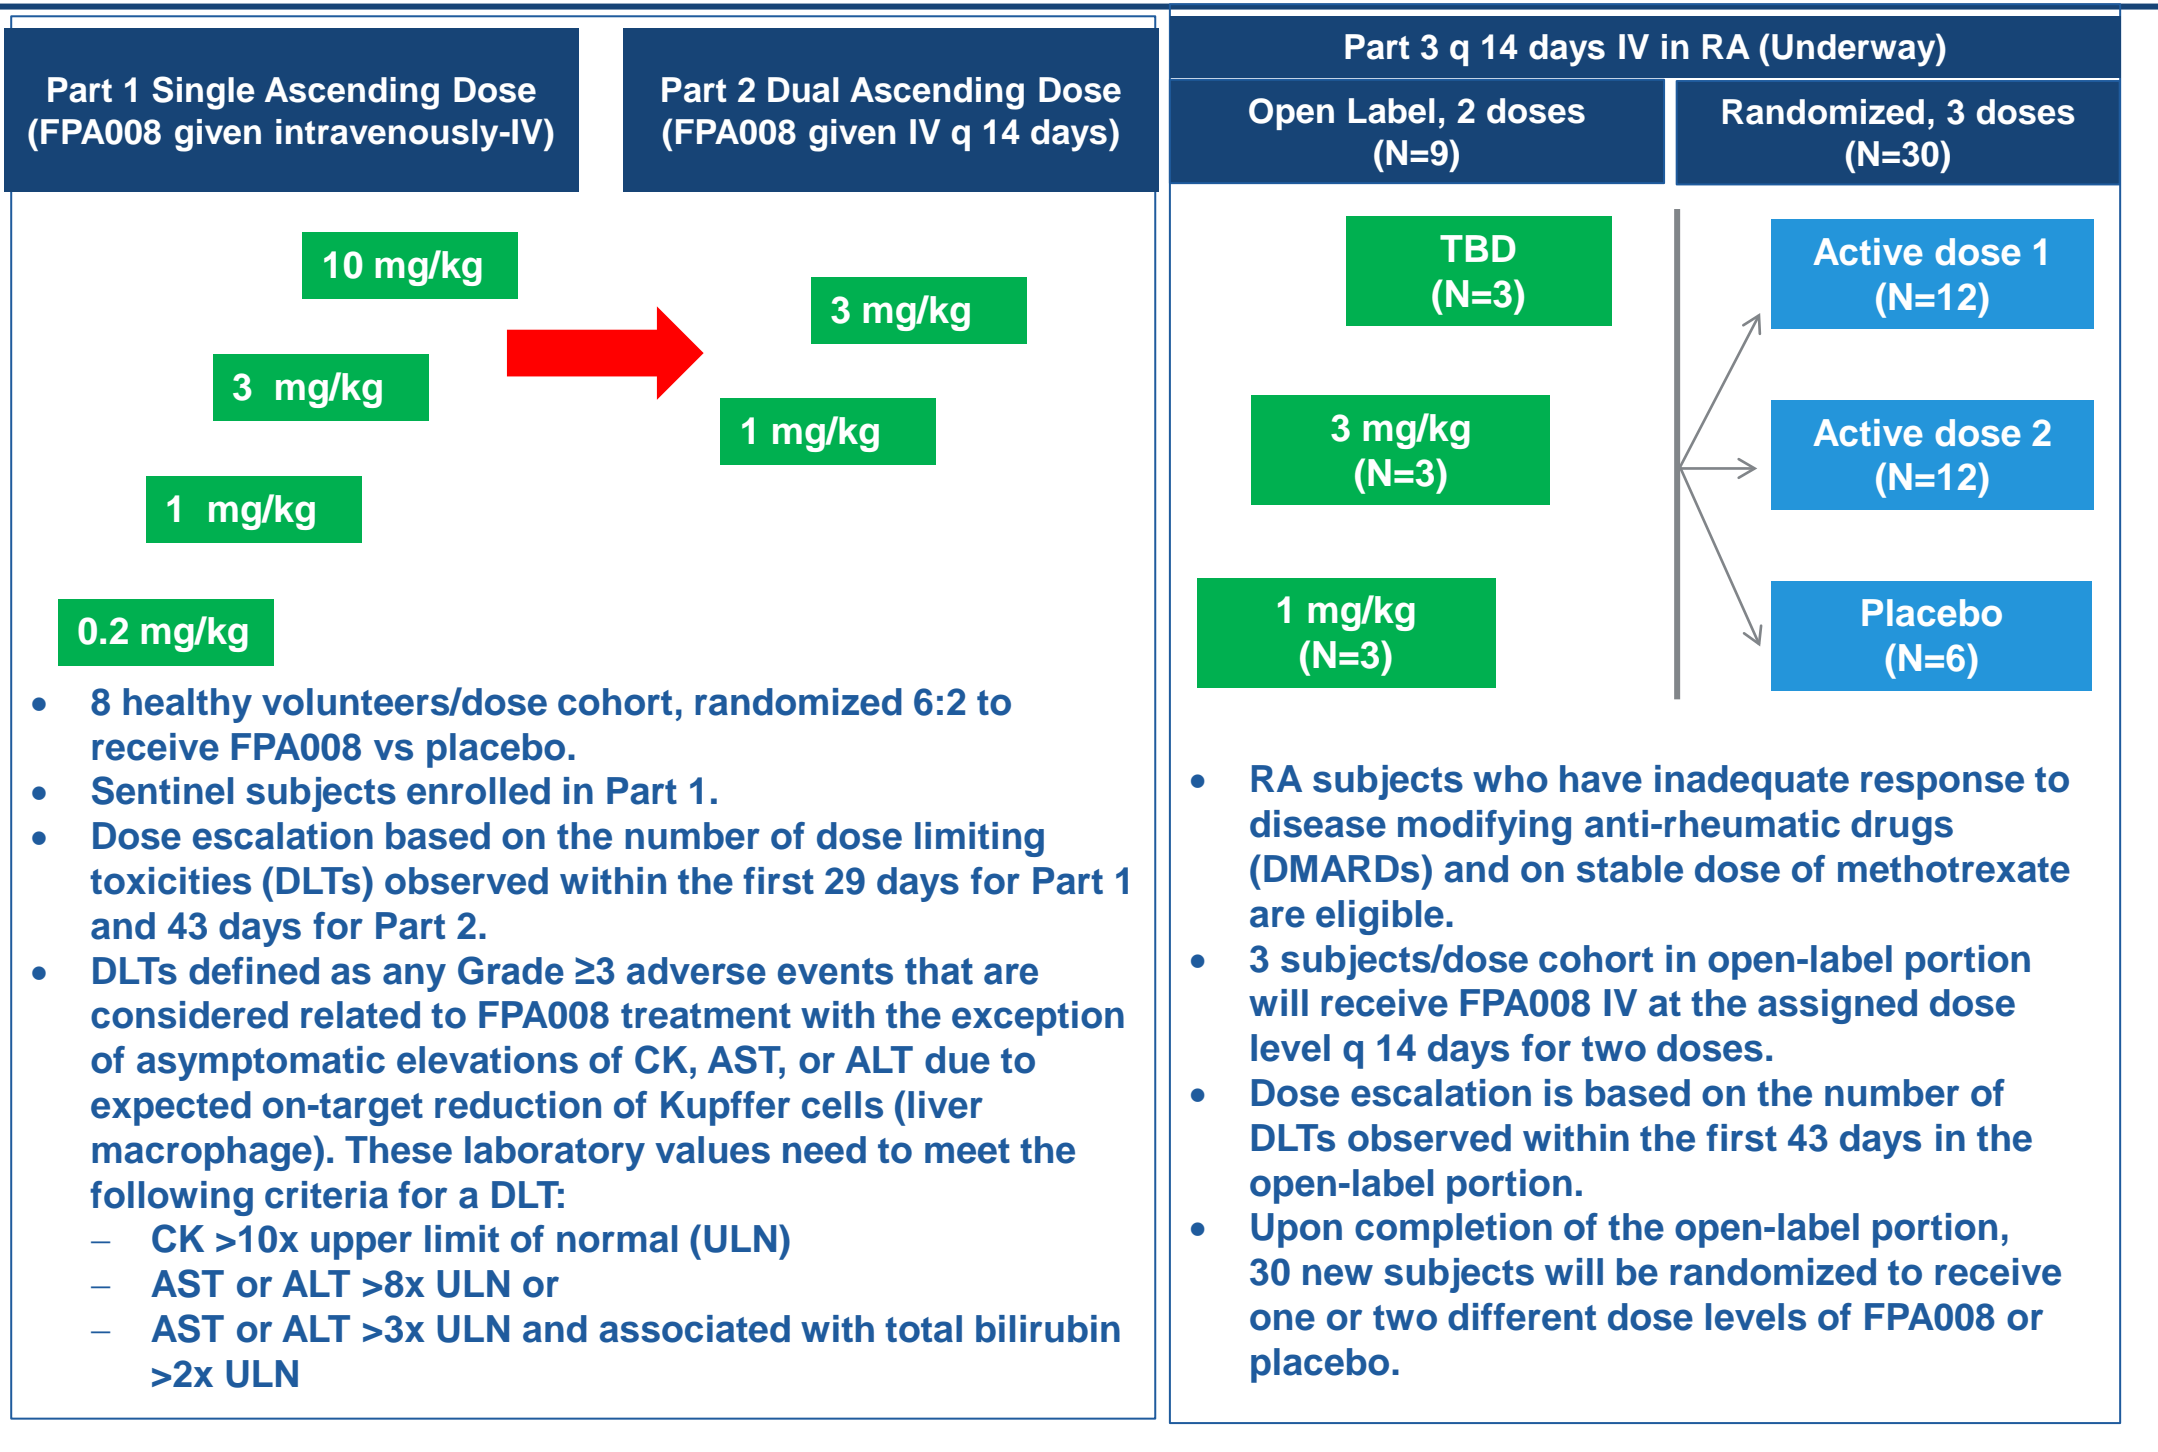 Part 1 Single Ascending Dose
(FPA008 given intravenously-IV)
Part 2 Dual Ascending Dose
(FPA008 given IV q 14 days)
10 mg/kg
3 mg/kg
1 mg/kg
0.2 mg/kg
3 mg/kg
1 mg/kg
• 8 healthy volunteers/dose cohort, randomized 6:2 to
receive FPA008 vs placebo.
• Sentinel subjects enrolled in Part 1.
• Dose escalation based on the number of dose limiting
toxicities (DLTs) observed within the first 29 days for Part 1
and 43 days for Part 2.
• DLTs defined as any Grade ≥3 adverse events that are
considered related to FPA008 treatment with the exception
of asymptomatic elevations of CK, AST, or ALT due to
expected on-target reduction of Kupffer cells (liver
macrophage). These laboratory values need to meet the
following criteria for a DLT:
– CK >10x upper limit of normal (ULN)
– AST or ALT >8x ULN or
– AST or ALT >3x ULN and associated with total bilirubin
>2x ULN
Part 3 q 14 days IV in RA (Underway)
Open Label, 2 doses
(N=9)
Randomized, 3 doses
(N=30)
TBD
(N=3)
3 mg/kg
(N=3)
1 mg/kg
(N=3)
Active dose 1
(N=12)
Active dose 2
(N=12)
Placebo
(N=6)
• RA subjects who have inadequate response to
disease modifying anti-rheumatic drugs
(DMARDs) and on stable dose of methotrexate
are eligible.
• 3 subjects/dose cohort in open-label portion
will receive FPA008 IV at the assigned dose
level q 14 days for two doses.
• Dose escalation is based on the number of
DLTs observed within the first 43 days in the
open-label portion.
• Upon completion of the open-label portion,
30 new subjects will be randomized to receive
one or two different dose levels of FPA008 or
placebo.